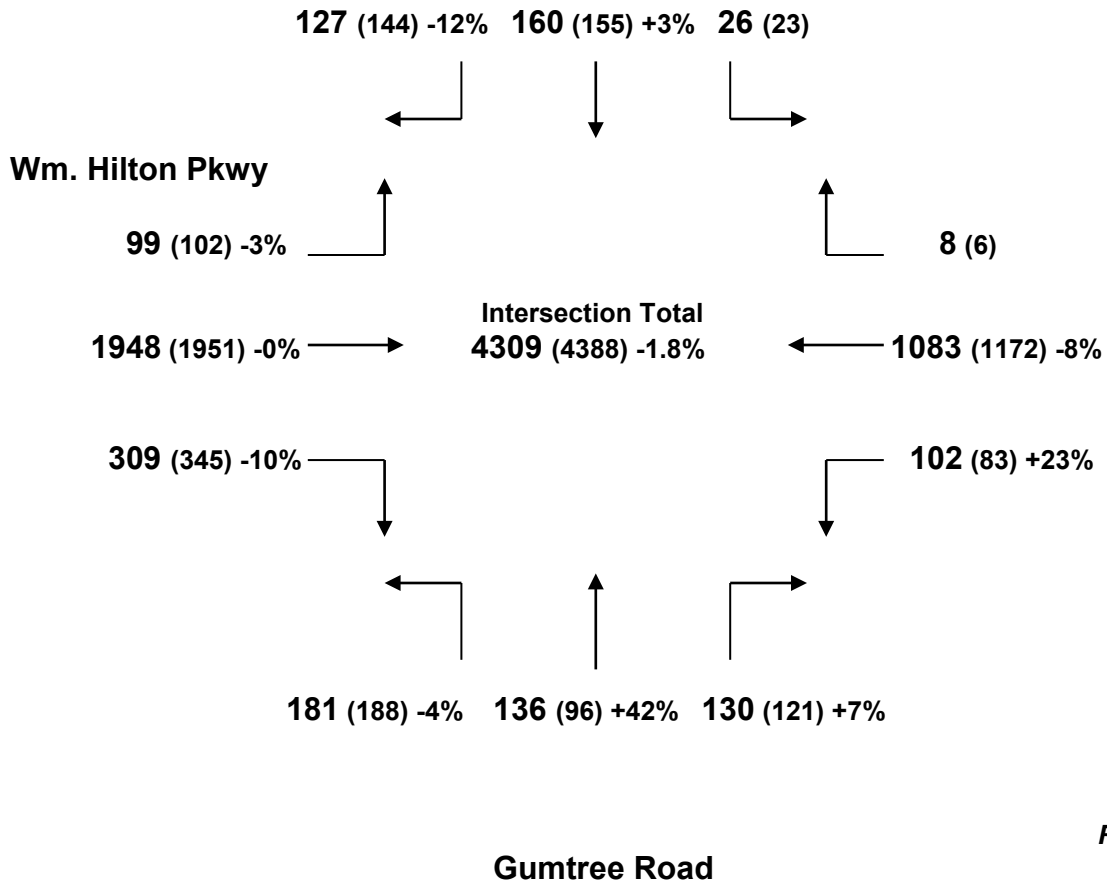 127 (144) -12% 160 (155) +3% 26 (23)
Wm. Hilton Pkwy
99 (102) -3% 8 (6)
Intersection Total
1948 (1951) -0% 4309 (4388) -1.8% 1083 (1172) -8%
309 (345) -10% 102 (83) +23%
181 (188) -4% 136 (96) +42% 130 (121) +7%
Gumtree Road